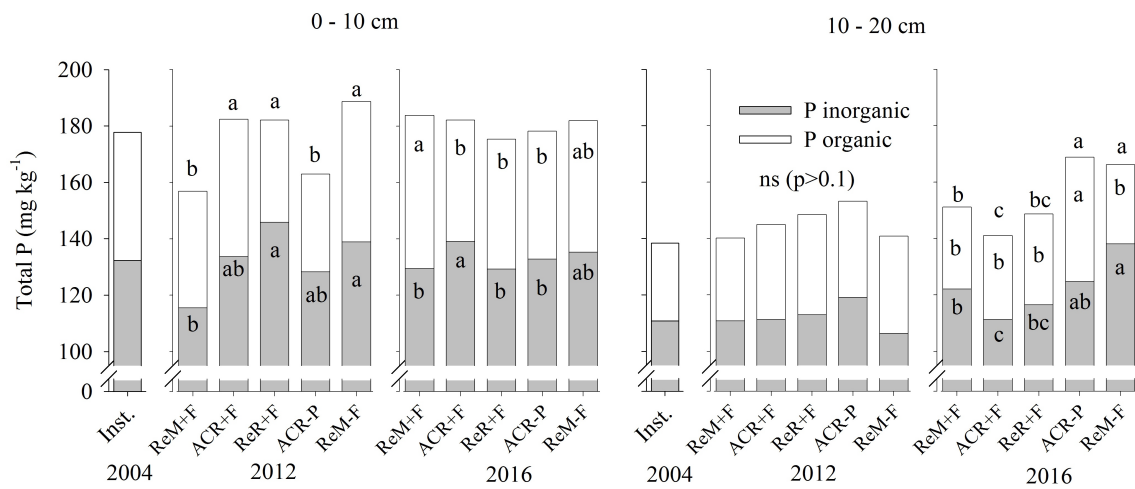 0 - 10 cm
10 - 20 cm
Total P (mg kg-1)
200
180
160
140
120
100
0
P inorganic
P organic
ns (p>0.1)
b a a b a
b ab a ab a
a b b b ab
b a b b ab
b c bc a a
b b b a b
b c bc ab a
Inst. ReM+F ACR+F ReR+F ACR-P ReM-F ReM+F ACR+F ReR+F ACR-P ReM-F
2004 2012 2016
Inst. ReM+F ACR+F ReR+F ACR-P ReM-F ReM+F ACR+F ReR+F ACR-P ReM-F
2004 2012 2016